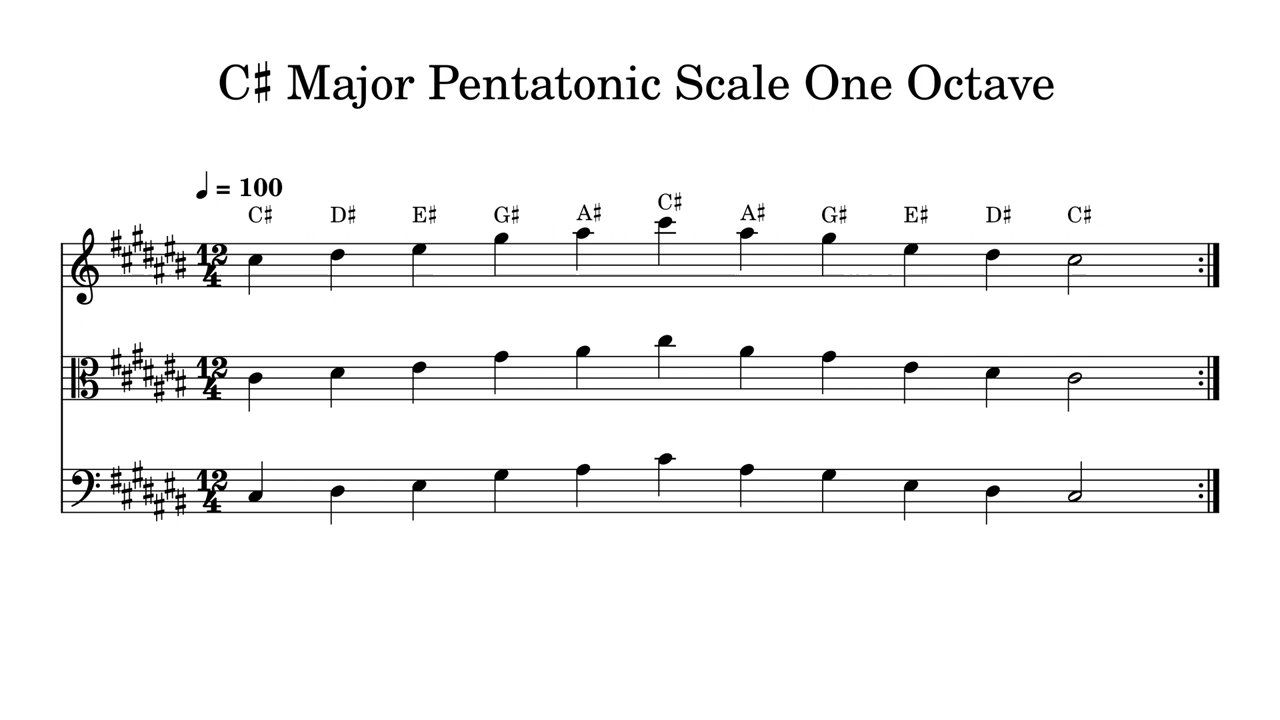 C♯ Major Pentatonic Scale One Octave
♩ = 100
C♯ D♯ E♯ G♯ A♯ C♯ A♯ G♯ E♯ D♯ C♯
12
4
12
4
12
4